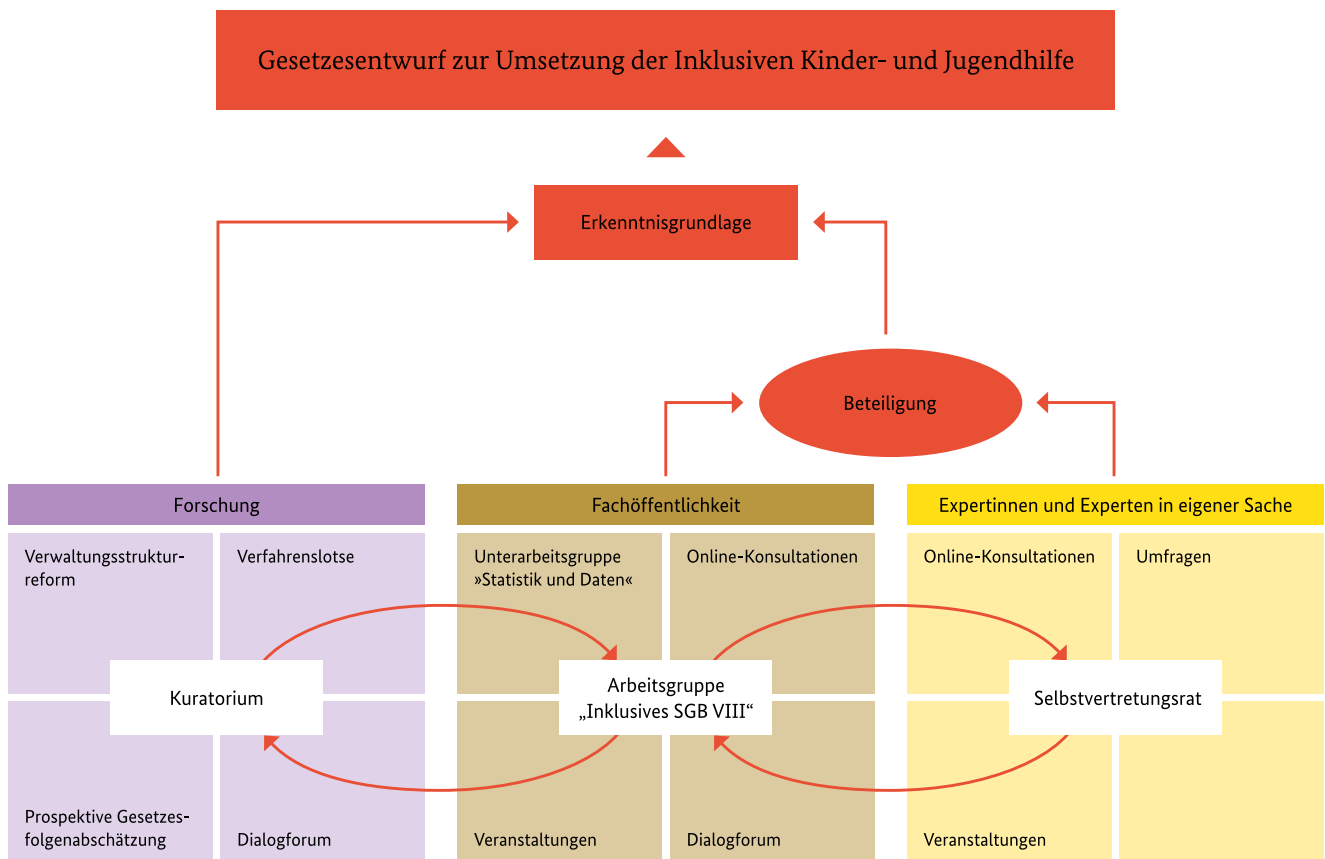 Gesetzesentwurf zur Umsetzung der Inklusiven Kinder- und Jugendhilfe
Erkenntnisgrundlage
Beteiligung
Forschung
Verwaltungsstruktur-
reform
Verfahrenslotse
Kuratorium
Prospektive Gesetzes-
folgenabschätzung
Dialogforum
Fachöffentlichkeit
Unterarbeitsgruppe
»Statistik und Daten«
Online-Konsultationen
Arbeitsgruppe
„Inklusives SGB VIII“
Veranstaltungen
Dialogforum
Expertinnen und Experten in eigener Sache
Online-Konsultationen
Umfragen
Selbstvertretungsrat
Veranstaltungen